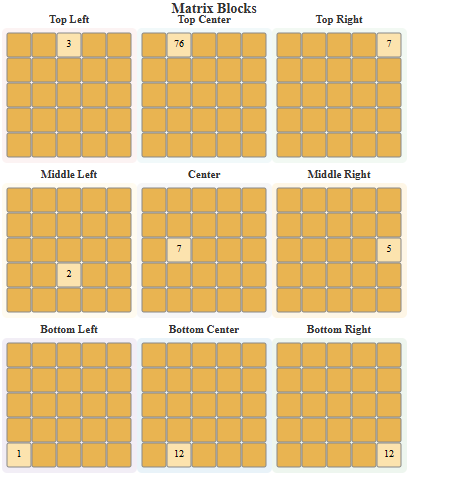 Matrix Blocks
Top Left Top Center Top Right
3 76 7
Middle Left Center Middle Right
7 5
2
Bottom Left Bottom Center Bottom Right
1 12 12